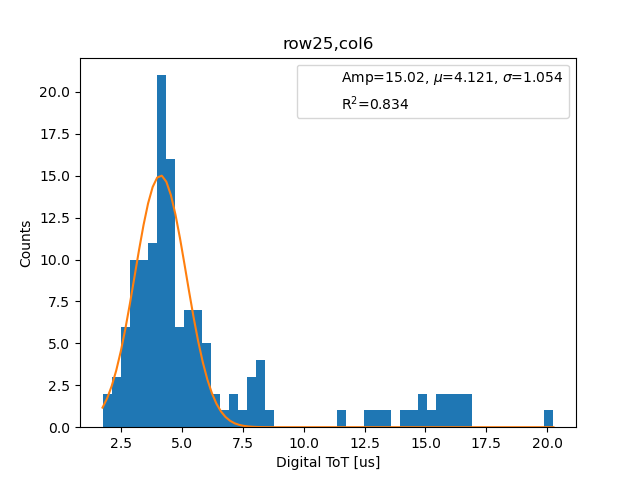 row25,col6
Amp=15.02, μ=4.121, σ=1.054
R²=0.834
20.0
17.5
15.0
12.5
10.0
7.5
5.0
2.5
0.0
Counts
2.5 5.0 7.5 10.0 12.5 15.0 17.5 20.0
Digital ToT [us]